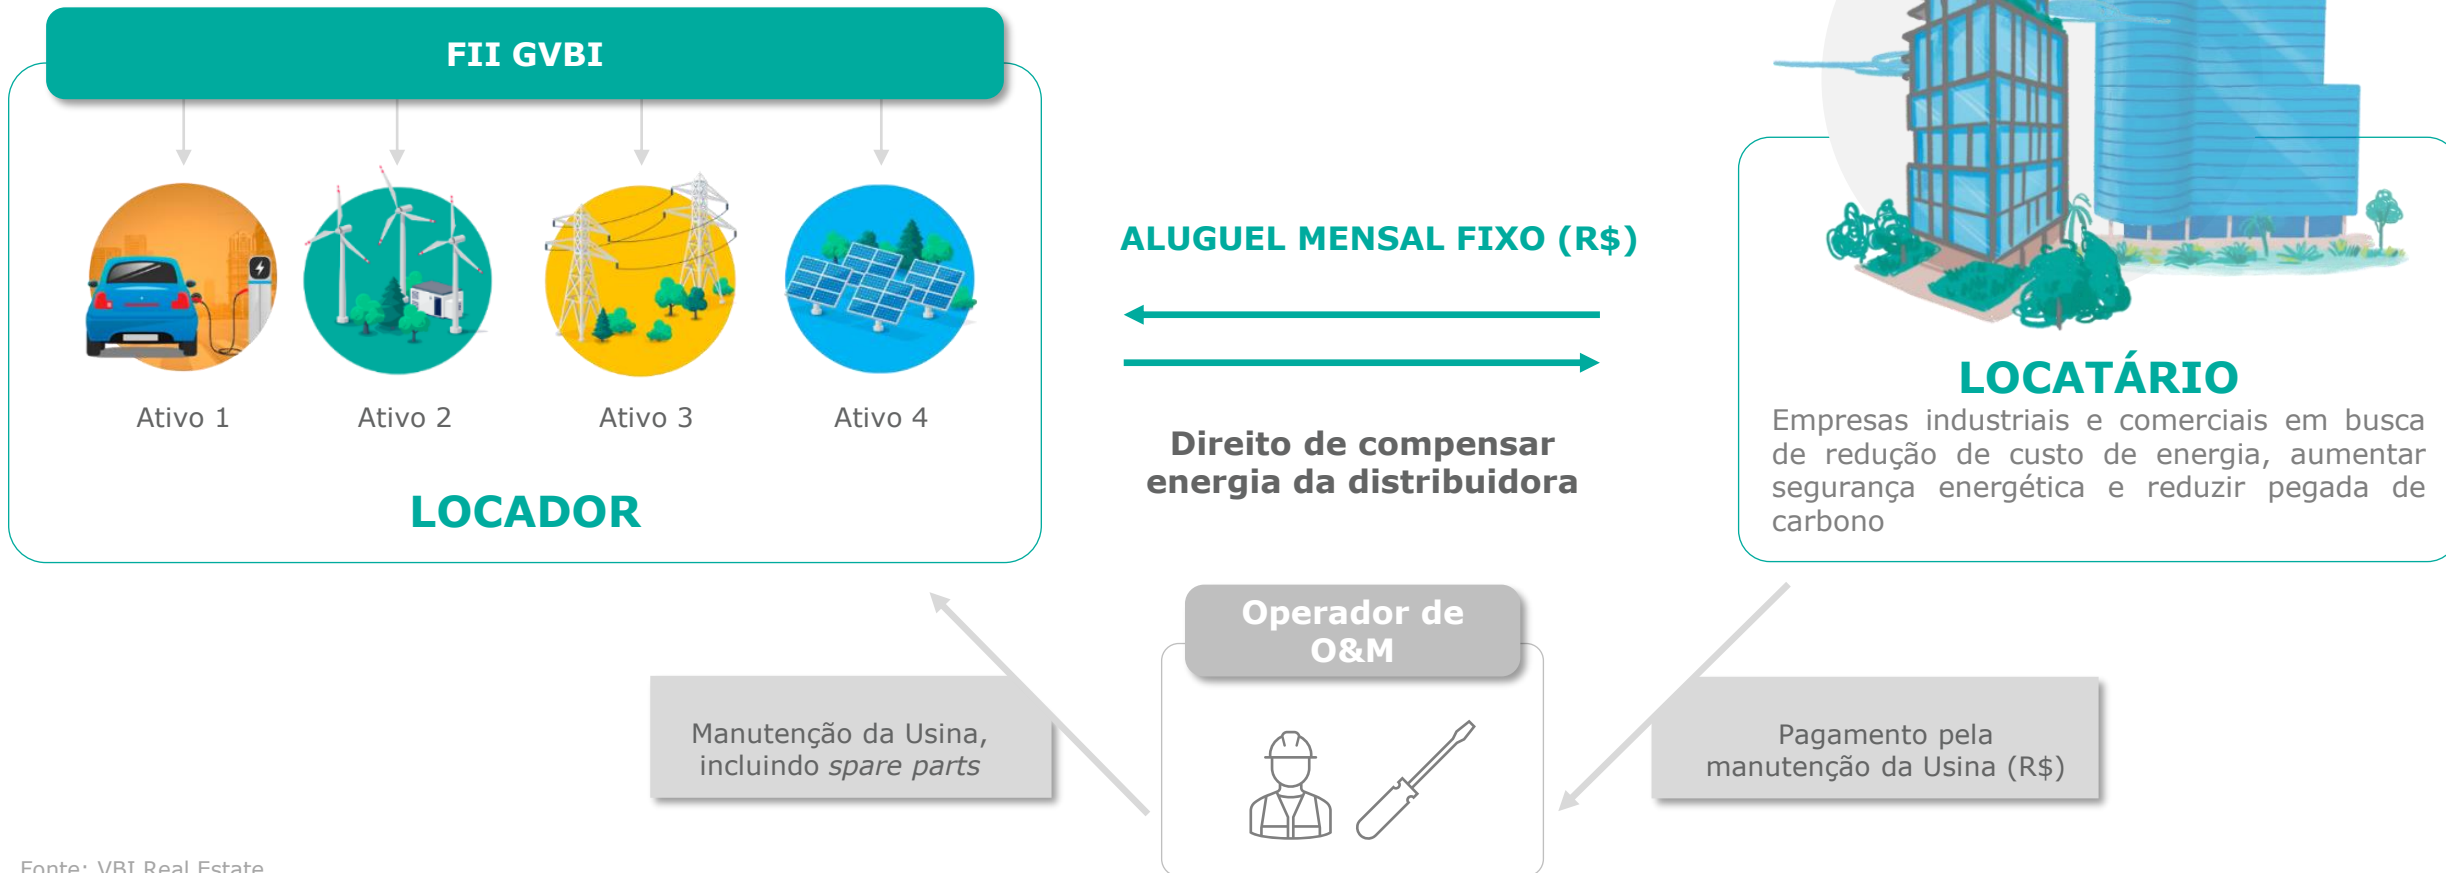 FII GVBI
Ativo 1
Ativo 2
Ativo 3
Ativo 4
LOCADOR
ALUGUEL MENSAL FIXO (R$)
Direito de compensar
energia da distribuidora
LOCATÁRIO
Empresas industriais e comerciais em busca
de redução de custo de energia, aumentar
segurança energética e reduzir pegada de
carbono
Operador de
O&M
Manutenção da Usina,
incluindo spare parts
Pagamento pela
manutenção da Usina (R$)
Fonte: VBI Real Estate